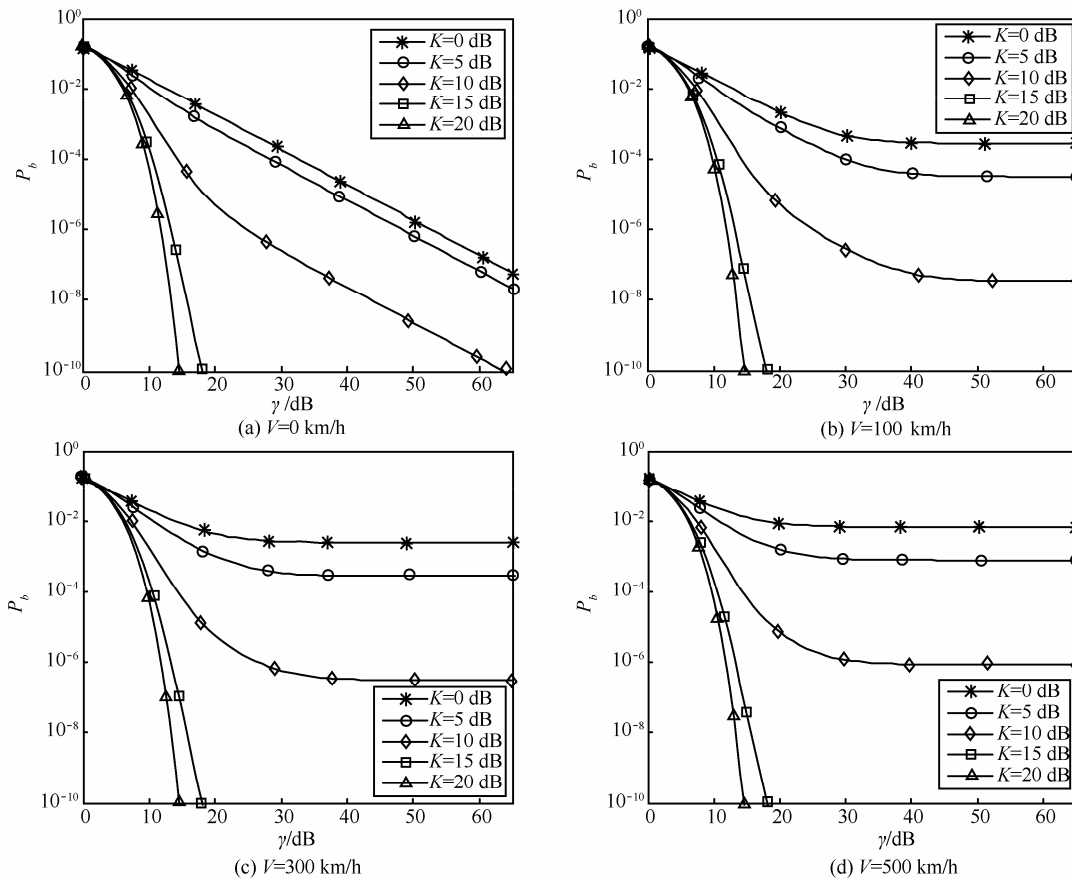 10^0
10^-2
10^-4
10^-6
10^-8
10^-10
P_b
K=0 dB
K=5 dB
K=10 dB
K=15 dB
K=20 dB
0 10 20 30 40 50 60
γ /dB
(a) V=0 km/h
10^0
10^-2
10^-4
10^-6
10^-8
10^-10
P_b
K=0 dB
K=5 dB
K=10 dB
K=15 dB
K=20 dB
0 10 20 30 40 50 60
γ /dB
(b) V=100 km/h
10^0
10^-2
10^-4
10^-6
10^-8
10^-10
P_b
K=0 dB
K=5 dB
K=10 dB
K=15 dB
K=20 dB
0 10 20 30 40 50 60
γ/dB
(c) V=300 km/h
10^0
10^-2
10^-4
10^-6
10^-8
10^-10
P_b
K=0 dB
K=5 dB
K=10 dB
K=15 dB
K=20 dB
0 10 20 30 40 50 60
γ/dB
(d) V=500 km/h